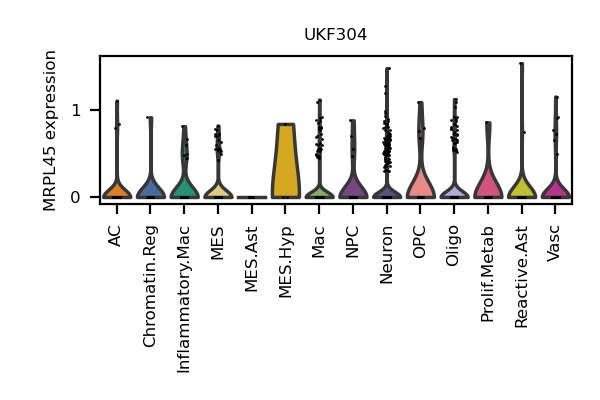 UKF304
MRPL45 expression
1
0
AC
Chromatin.Reg
Inflammatory.Mac
MES
MES.Ast
MES.Hyp
Mac
NPC
Neuron
OPC
Oligo
Prolif.Metab
Reactive.Ast
Vasc